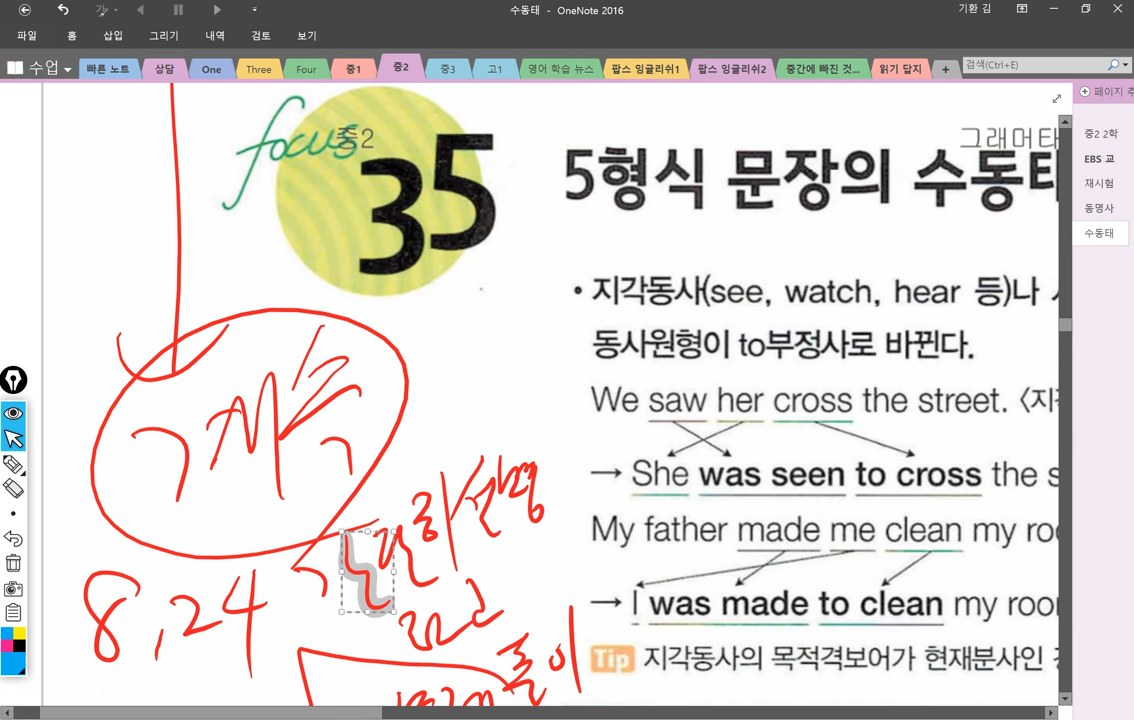 수동태 - OneNote 2016
기환 김
파일 홈 삽입 그리기 내역 검토 보기
수업 빠른 노트 상담 One Three Four 중1 중2 중3 고1 영어 학습 뉴스 팝스 잉글리쉬1 팝스 잉글리쉬2 중간에 빠진 것... 읽기 답지 + 검색(Ctrl+E)
페이지 추
중2 2학
EBS 교
재시험
동명사
수동태
focus 35
중2
그래머타
5형식 문장의 수동태
• 지각동사(see, watch, hear 등)나 사
동사원형이 to부정사로 바뀐다.
We saw her cross the street. <지각
→ She was seen to cross the s
My father made me clean my roo
→ I was made to clean my room
Tip 지각동사의 목적격보어가 현재분사인 경
8, 24